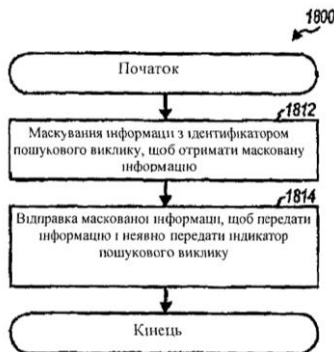 1800
Початок
1812
Маскування інформації з ідентифікатором
пошукового виклику, щоб отримати масковану
інформацію
1814
Відправка маскованої інформації, щоб передати
інформацію і неявно передати індикатор
пошукового виклику
Кінець